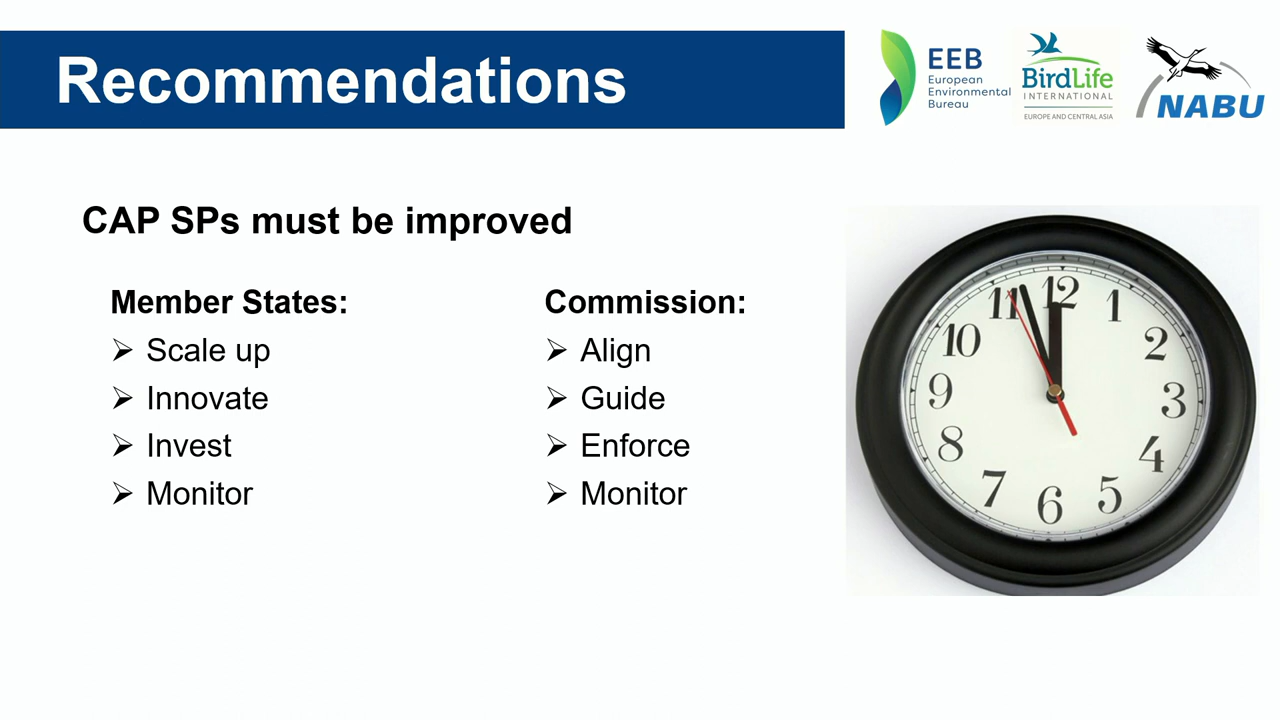 Recommendations
EEB
European
Environmental
Bureau
BirdLife
INTERNATIONAL
EUROPE AND CENTRAL ASIA
NABU
CAP SPs must be improved
Member States:
Scale up
Innovate
Invest
Monitor
Commission:
Align
Guide
Enforce
Monitor
12
1
2
3
4
5
6
7
8
9
10
11